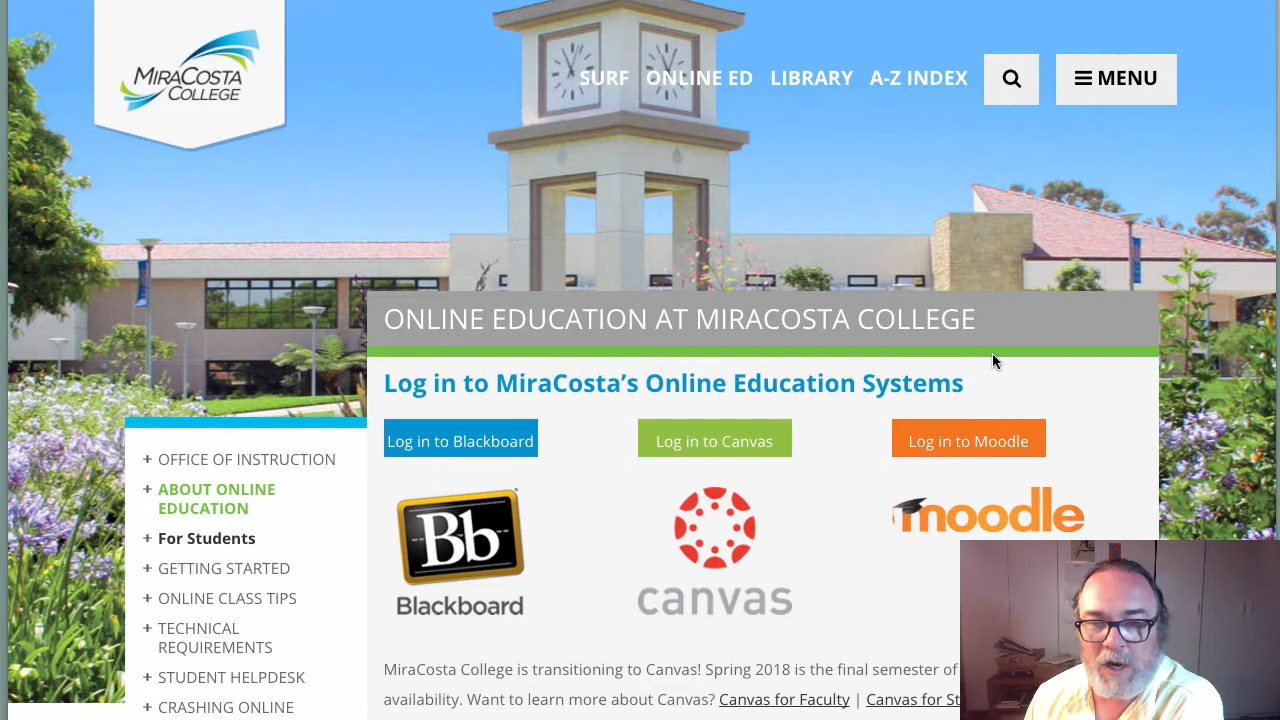 MIRACOSTA
COLLEGE
SURF ONLINE ED LIBRARY A-Z INDEX MENU
ONLINE EDUCATION AT MIRACOSTA COLLEGE
Log in to MiraCosta's Online Education Systems
Log in to Blackboard Log in to Canvas Log in to Moodle
Bb
Blackboard
canvas
moodle
+ OFFICE OF INSTRUCTION
+ ABOUT ONLINE
EDUCATION
+ For Students
+ GETTING STARTED
+ ONLINE CLASS TIPS
+ TECHNICAL
REQUIREMENTS
+ STUDENT HELPDESK
+ CRASHING ONLINE
MiraCosta College is transitioning to Canvas! Spring 2018 is the final semester of
availability. Want to learn more about Canvas? Canvas for Faculty | Canvas for St